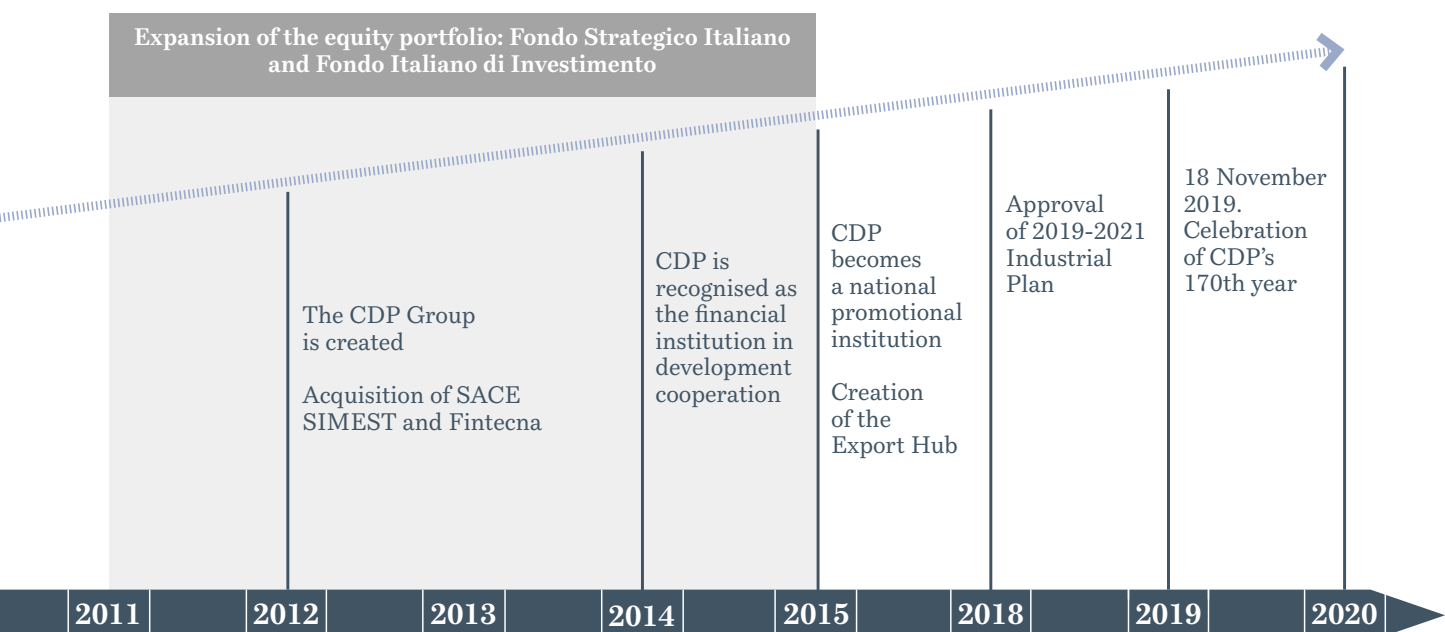 Expansion of the equity portfolio: Fondo Strategico Italiano
and Fondo Italiano di Investimento
The CDP Group
is created
Acquisition of SACE
SIMEST and Fintecna
CDP is
recognised as
the financial
institution in
development
cooperation
CDP
becomes
a national
promotional
institution
Creation
of the
Export Hub
Approval
of 2019-2021
Industrial
Plan
18 November
2019.
Celebration
of CDP’s
170th year
2011
2012
2013
2014
2015
2018
2019
2020